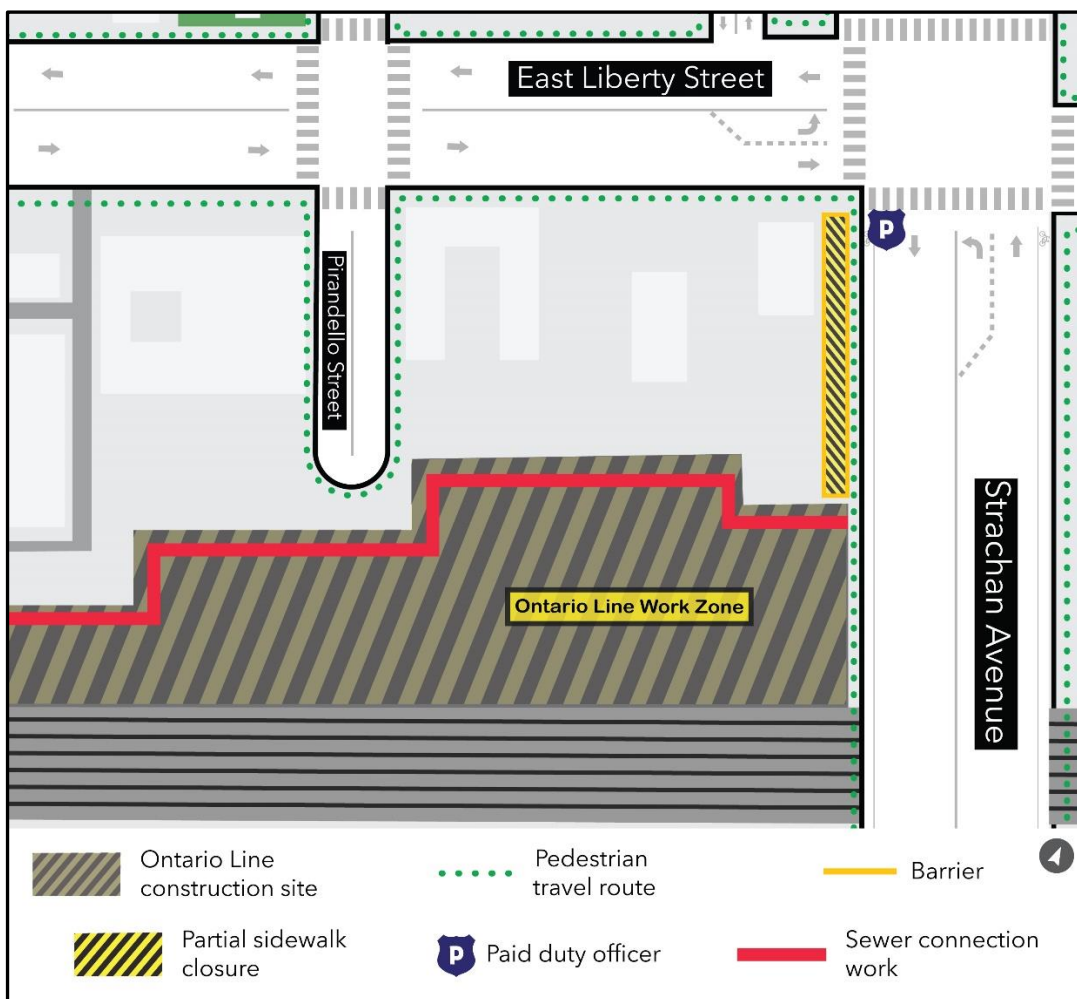 East Liberty Street
Pirandello Street
P
Strachan Avenue
Ontario Line Work Zone
Ontario Line
construction site
Pedestrian
travel route
Barrier
Partial sidewalk
closure
P
Paid duty officer
Sewer connection
work